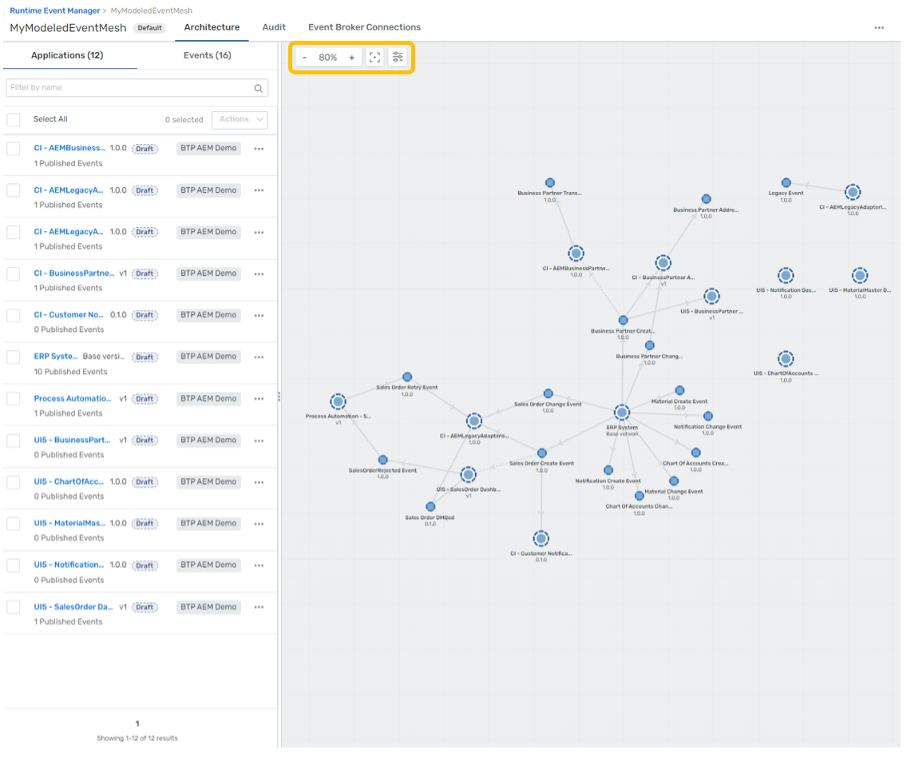 Runtime Event Manager > MyModeledEventMesh
MyModeledEventMesh Default Architecture Audit Event Broker Connections
Applications (12) Events (16)
- 80% +
Filter by name
Select All 0 selected Actions
CI - AEMBusiness... 1.0.0 Draft BTP AEM Demo
1 Published Events
CI - AEMLegacyA... 1.0.0 Draft BTP AEM Demo
1 Published Events
CI - AEMLegacyA... 1.0.0 Draft BTP AEM Demo
1 Published Events
CI - BusinessPartne... v1 Draft BTP AEM Demo
1 Published Events
CI - Customer No... 0.1.0 Draft BTP AEM Demo
0 Published Events
ERP Syste... Base versi... Draft BTP AEM Demo
10 Published Events
Process Automatio... v1 Draft BTP AEM Demo
1 Published Events
UI5 - BusinessPart... v1 Draft BTP AEM Demo
0 Published Events
UI5 - ChartOfAcc... 1.0.0 Draft BTP AEM Demo
0 Published Events
UI5 - MaterialMas... 1.0.0 Draft BTP AEM Demo
0 Published Events
UI5 - Notification... 1.0.0 Draft BTP AEM Demo
0 Published Events
UI5 - SalesOrder Da... v1 Draft BTP AEM Demo
1 Published Events
1
Showing 1-12 of 12 results
Business Partner Trans...
1.0.0
Legacy Event
1.0.0
CI - AEMLegacyAdapterI...
1.0.0
Business Partner Addre...
1.0.0
CI - AEMBusinessPartne...
1.0.0
CI - BusinessPartner A...
v1
UI5 - Notification Das...
1.0.0
UI5 - MaterialMaster D...
1.0.0
UI5 - BusinessPartner ...
v1
Business Partner Creat...
1.0.0
Business Partner Chang...
1.0.0
UI5 - ChartOfAccounts ...
1.0.0
Sales Order Retry Event
1.0.0
Sales Order Change Event
1.0.0
Material Create Event
1.0.0
Process Automation - S...
v1
ERP System
Base version
Notification Change Event
1.0.0
CI - AEMLegacyAdapters...
1.0.0
SalesOrderRejected Event
1.0.0
Sales Order Create Event
1.0.0
Chart Of Accounts Crea...
1.0.0
UI5 - SalesOrder Dashb...
v1
Notification Create Event
1.0.0
Material Change Event
1.0.0
Chart Of Accounts Chan...
1.0.0
Sales Order DMQed
0.1.0
CI - Customer Notifica...
0.1.0